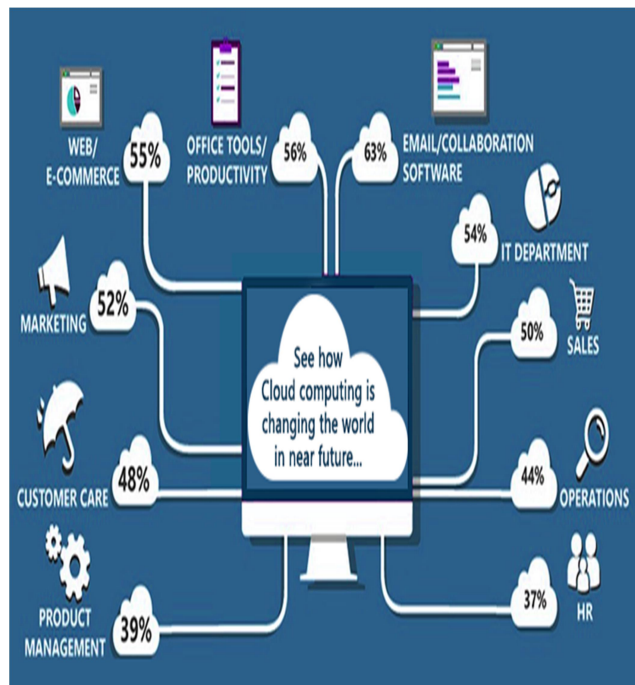 WEB/
E-COMMERCE
55%
OFFICE TOOLS/
PRODUCTIVITY
56%
63%
EMAIL/COLLABORATION
SOFTWARE
54%
IT DEPARTMENT
MARKETING
52%
50%
SALES
See how
Cloud computing is
changing the world
in near future...
CUSTOMER CARE
48%
44%
OPERATIONS
PRODUCT
MANAGEMENT
39%
37%
HR